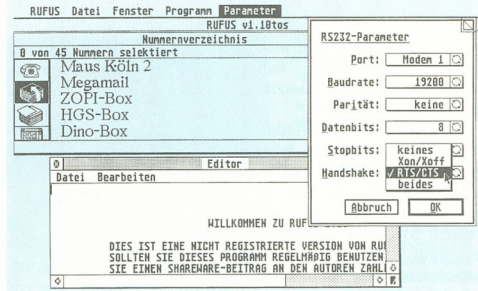 RUFUS Datei Fenster Programm Parameter
RUFUS v1.10tos
Nummernverzeichnis
0 von 45 Nummern selektiert
Maus Köln 2
Megamail
ZOPI-Box
HGS-Box
Dino-Box
RS232-Parameter
Port: Modem 1
Baudrate: 19200
Parität: keine
Datenbits: 8
Stopbits:
Handshake:
keines
Xon/Xoff
✓ RTS/CTS
beides
Abbruch OK
Editor
Datei Bearbeiten
WILLKOMMEN ZU RUF
DIES IST EINE NICHT REGISTRIERTE VERSION VON RU
SOLLTEN SIE DIESES PROGRAMM REGELMÄßIG BENUTZEN
SIE EINEN SHAREWARE-BEITRAG AN DEN AUTOREN ZAHL